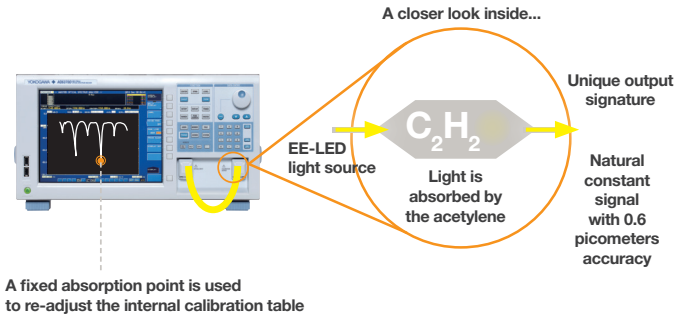 A closer look inside...
YOKOGAWA
Unique output
signature
EE-LED
light source
C2H2
Light is
absorbed by
the acetylene
Natural
constant
signal
with 0.6
picometers
accuracy
A fixed absorption point is used
to re-adjust the internal calibration table